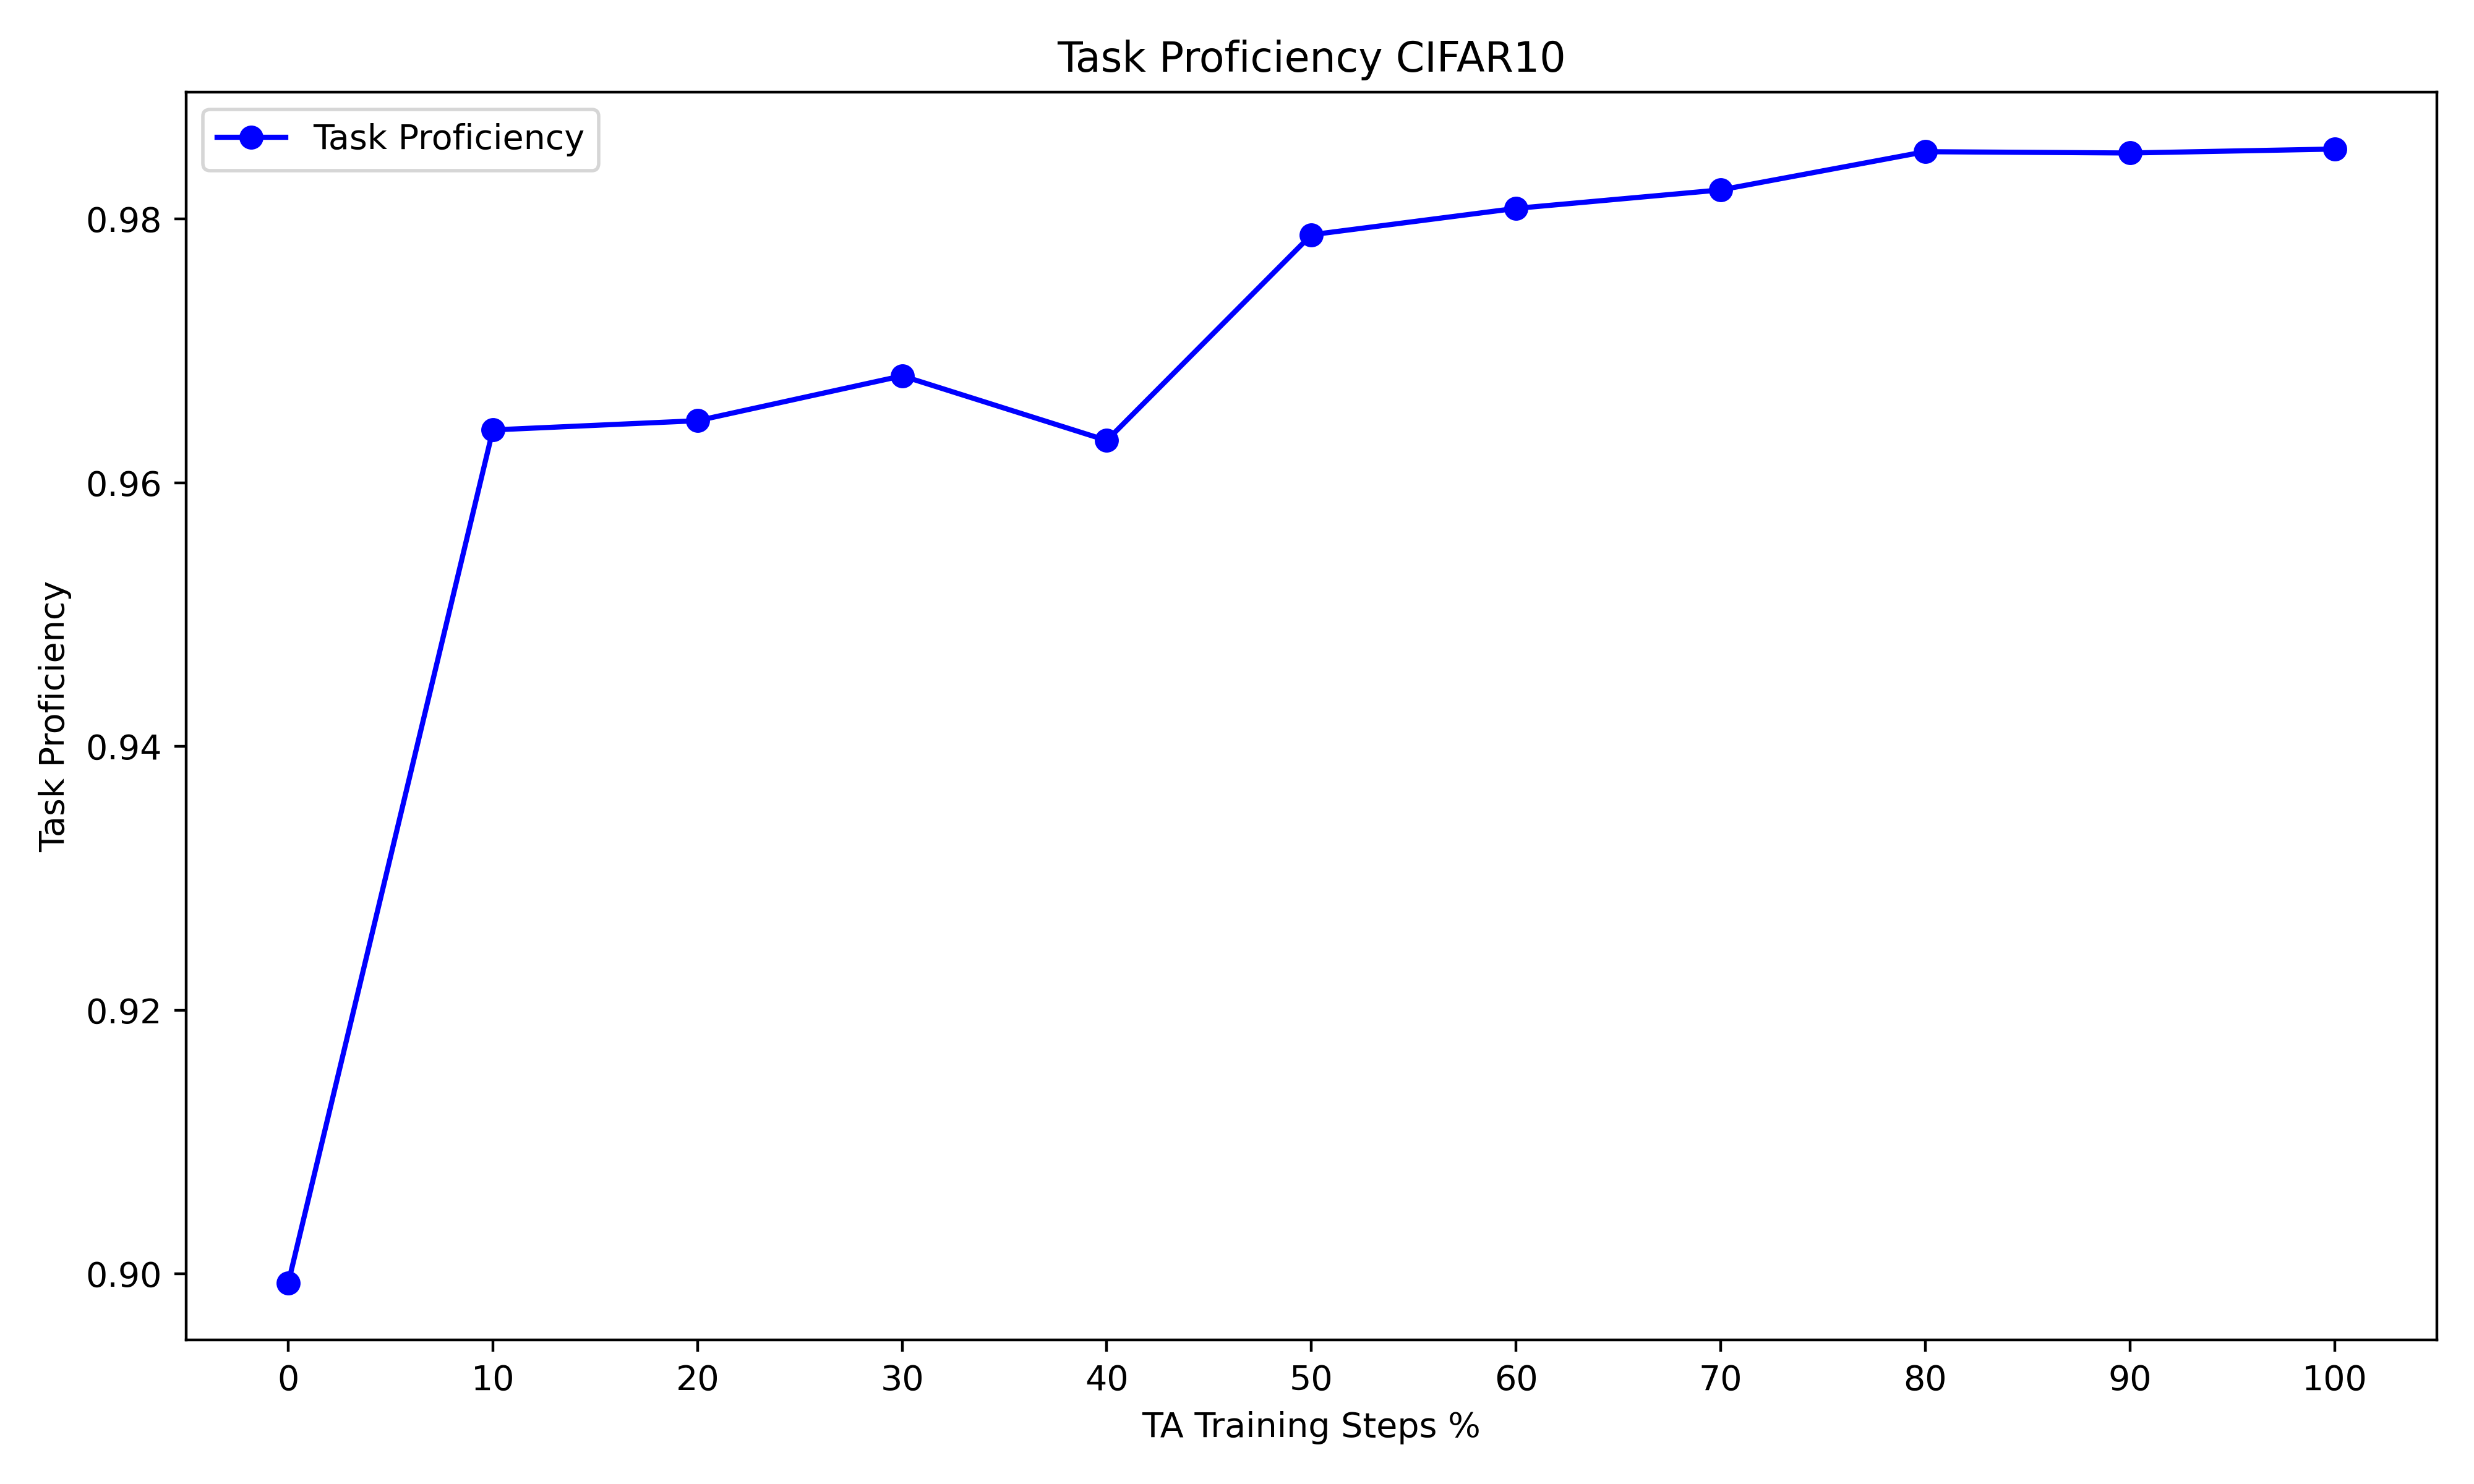 Task Proficiency CIFAR10
Task Proficiency
0.98
0.96
0.94
0.92
0.90
Task Proficiency
0 10 20 30 40 50 60 70 80 90 100
TA Training Steps %